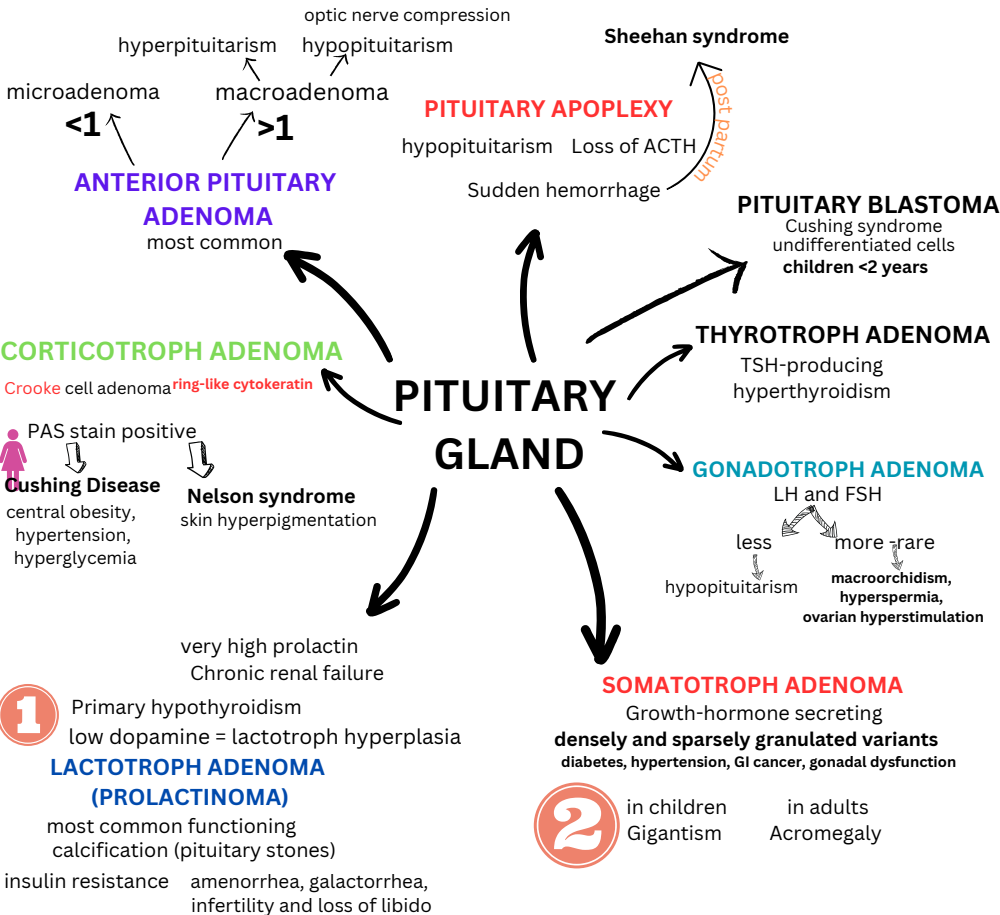 optic nerve compression
hyperpituitarism
hypopituitarism
microadenoma
macroadenoma
<1
>1
ANTERIOR PITUITARY
ADENOMA
most common
Sheehan syndrome
PITUITARY APOPLEXY
hypopituitarism
Loss of ACTH
Sudden hemorrhage
post partum
PITUITARY BLASTOMA
Cushing syndrome
undifferentiated cells
children <2 years
THYROTROPH ADENOMA
TSH-producing
hyperthyroidism
CORTICOTROPH ADENOMA
Crooke cell adenoma
ring-like cytokeratin
PAS stain positive
Cushing Disease
central obesity,
hypertension,
hyperglycemia
Nelson syndrome
skin hyperpigmentation
PITUITARY
GLAND
GONADOTROPH ADENOMA
LH and FSH
less
more -rare
hypopituitarism
macroorchidism,
hyperspermia,
ovarian hyperstimulation
very high prolactin
Chronic renal failure
1
Primary hypothyroidism
low dopamine = lactotroph hyperplasia
LACTOTROPH ADENOMA
(PROLACTINOMA)
most common functioning
calcification (pituitary stones)
insulin resistance
amenorrhea, galactorrhea,
infertility and loss of libido
SOMATOTROPH ADENOMA
Growth-hormone secreting
densely and sparsely granulated variants
diabetes, hypertension, GI cancer, gonadal dysfunction
2
in children
Gigantism
in adults
Acromegaly